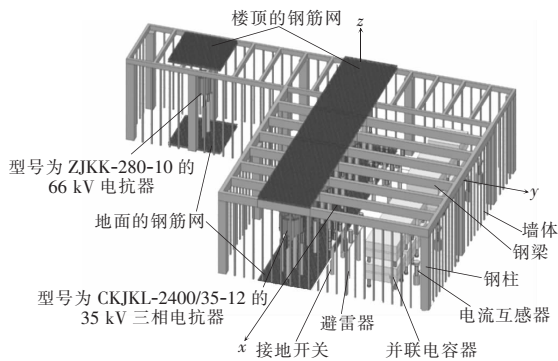 楼顶的钢筋网
z
型号为 ZJKK-280-10 的
66 kV 电抗器
地面的钢筋网
y
墙体
钢梁
钢柱
型号为 CKJKL-2400/35-12 的
35 kV 三相电抗器
电流互感器
避雷器
x
接地开关
并联电容器